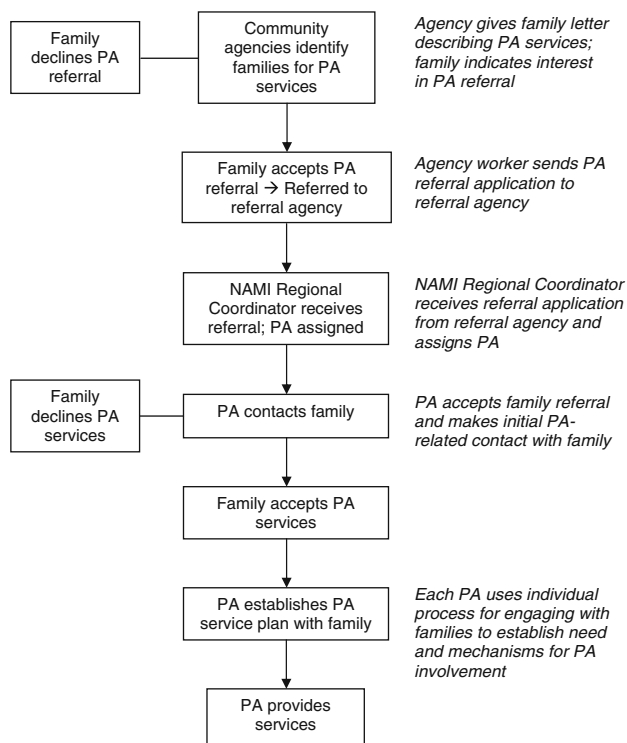 Family
declines PA
referral
Community
agencies identify
families for PA
services
Agency gives family letter
describing PA services;
family indicates interest
in PA referral
Family accepts PA
referral → Referred to
referral agency
Agency worker sends PA
referral application to
referral agency
NAMI Regional
Coordinator receives
referral; PA assigned
NAMI Regional Coordinator
receives referral application
from referral agency and
assigns PA
Family
declines PA
services
PA contacts family
PA accepts family referral
and makes initial PA-
related contact with family
Family accepts PA
services
PA establishes PA
service plan with family
Each PA uses individual
process for engaging with
families to establish need
and mechanisms for PA
involvement
PA provides
services